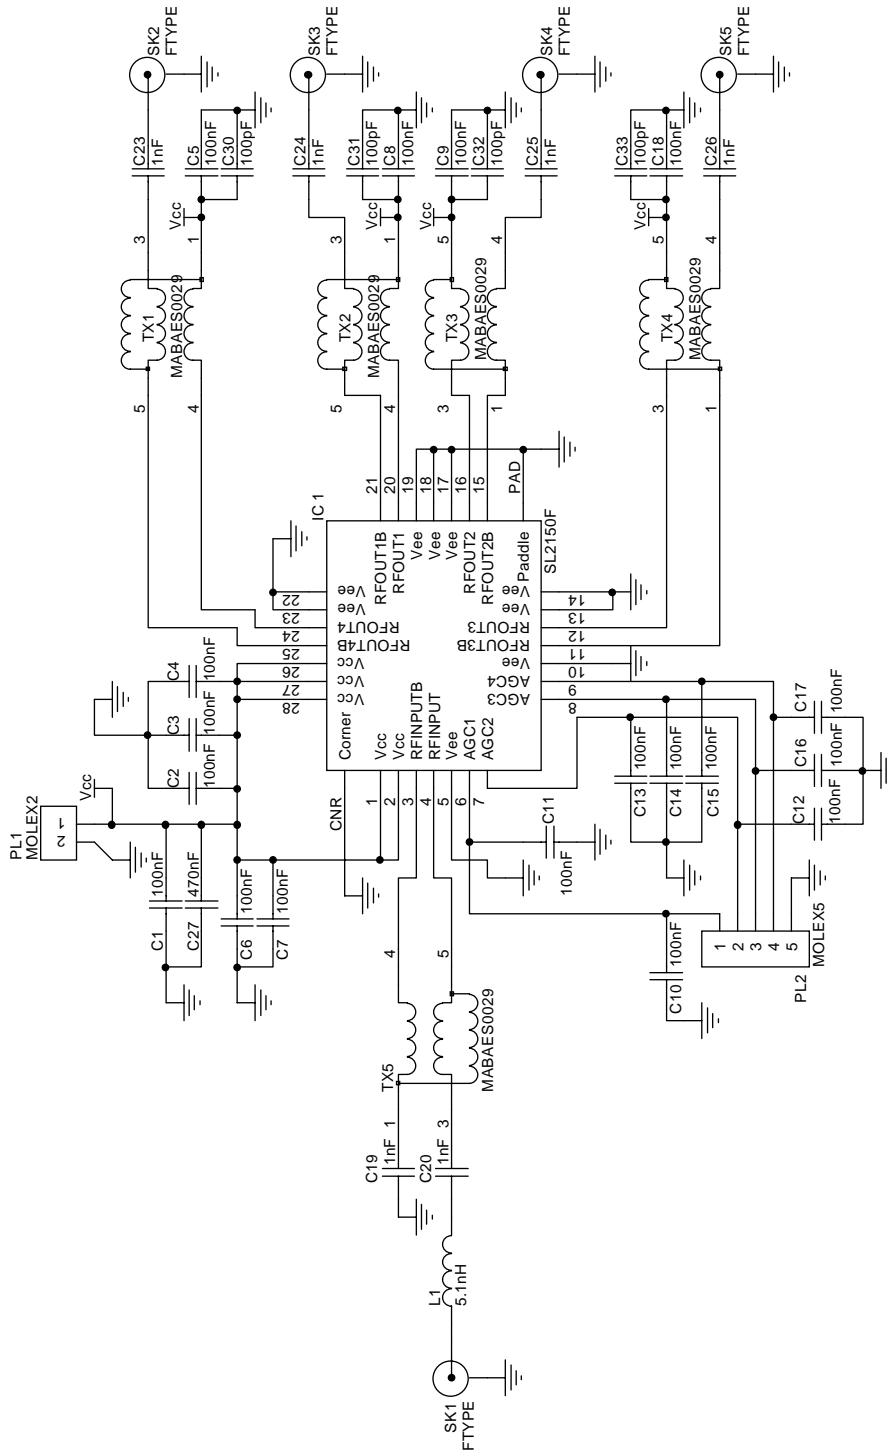 SK2
FTYPE
SK3
FTYPE
SK4
FTYPE
SK5
FTYPE
C23
1nF
C5
100nF
C30
100pF
C24
1nF
C31
100pF
C8
100nF
C9
100nF
C32
100pF
C25
1nF
C33
100pF
C18
100nF
C26
1nF
Vcc
Vcc
Vcc
Vcc
3
1
3
1
5
4
5
4
TX1
MABAES0029
TX2
MABAES0029
TX3
MABAES0029
TX4
MABAES0029
5
4
5
4
3
1
3
1
21
20
19
18
17
16
15
PAD
IC1
SL2150F
RFOUT1B
RFOUT1
Vee
Vee
Vee
RFOUT2
RFOUT2B
Paddle
22
23
24
25
26
27
28
Vee
Vee
RFOUT4
RFOUT4B
Vcc
Vcc
Vcc
14
13
12
11
10
9
8
Vee
Vee
RFOUT3
RFOUT3B
Vee
AGC4
AGC3
Corner
Vcc
Vcc
RFINPUTB
RFINPUT
Vee
AGC1
AGC2
CNR
1
2
3
4
5
6
7
C4
100nF
C3
100nF
C2
100nF
Vcc
PL1
MOLEX2
2
1
C1
100nF
C27
470nF
C6
100nF
C7
100nF
C11
100nF
C13
100nF
C14
100nF
C15
100nF
C17
100nF
C16
100nF
C12
100nF
C10
100nF
1
2
3
4
5
PL2
MOLEX5
4
5
TX5
MABAES0029
1
3
C19
1nF
C20
1nF
L1
5.1nH
SK1
FTYPE